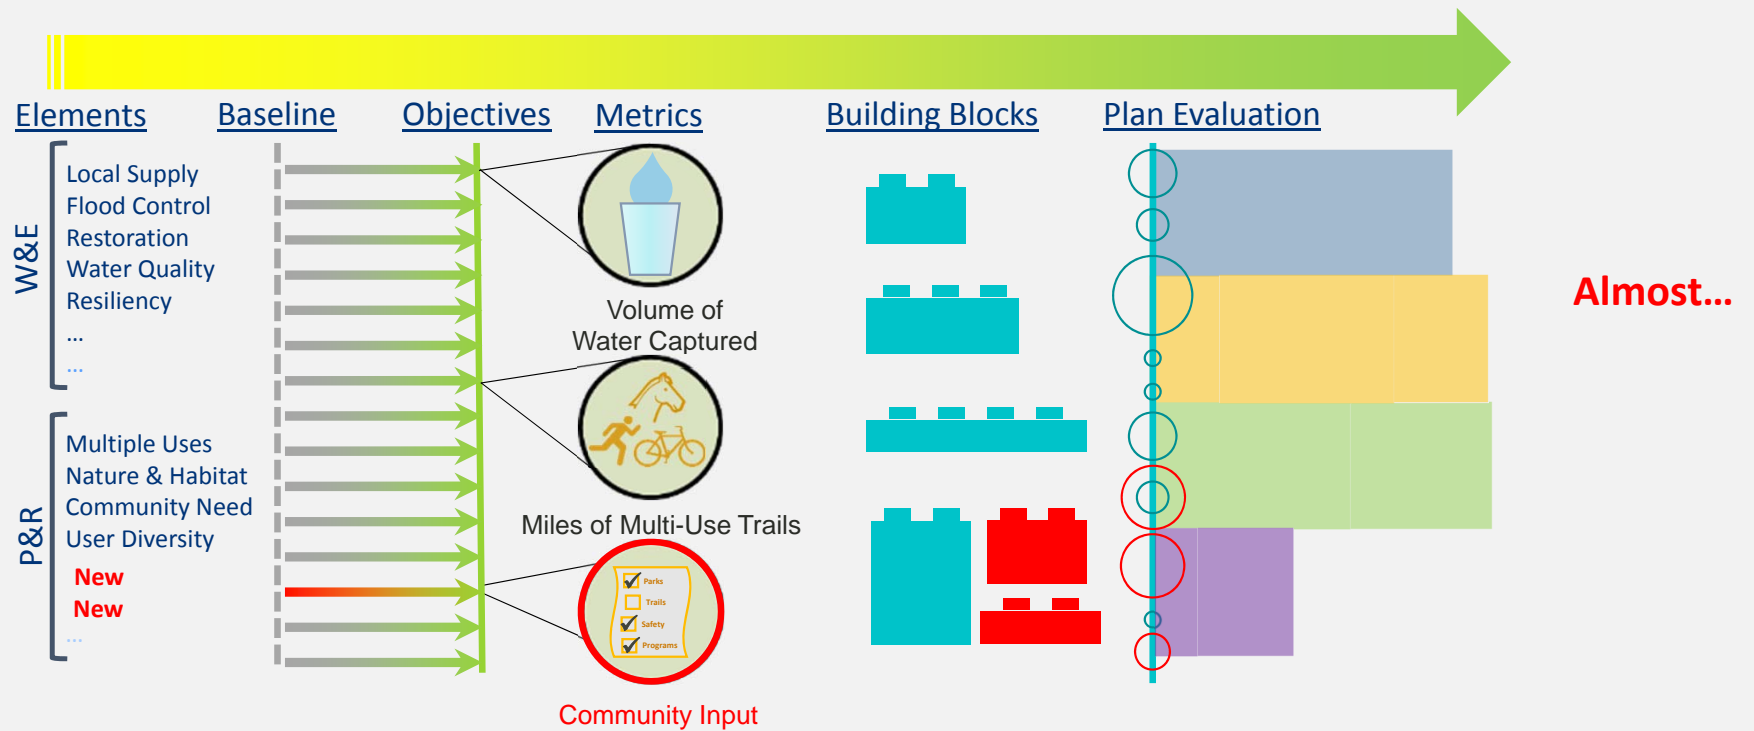 Elements
Baseline
Objectives
Metrics
Building Blocks
Plan Evaluation
W&E
Local Supply
Flood Control
Restoration
Water Quality
Resiliency
...
...
P&R
Multiple Uses
Nature & Habitat
Community Need
User Diversity
New
New
...
Volume of
Water Captured
Miles of Multi-Use Trails
Parks
Trails
Safety
Programs
Community Input
Almost...